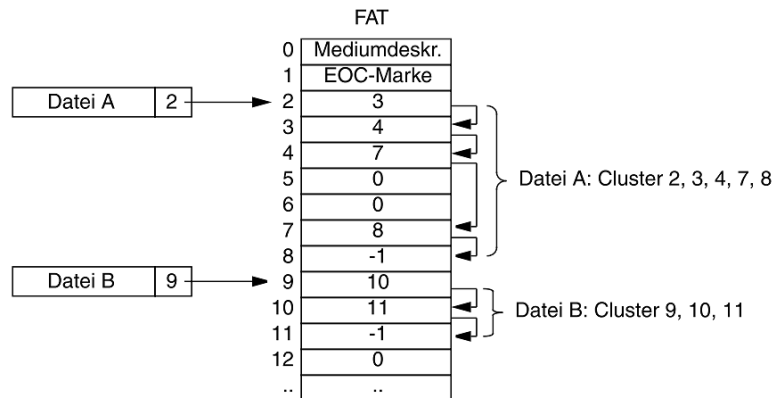 FAT
0 Mediumdeskr.
1 EOC-Marke
Datei A 2 2 3
3 4
4 7
5 0 Datei A: Cluster 2, 3, 4, 7, 8
6 0
7 8
8 -1
Datei B 9 9 10
10 11 Datei B: Cluster 9, 10, 11
11 -1
12 0
.. ..